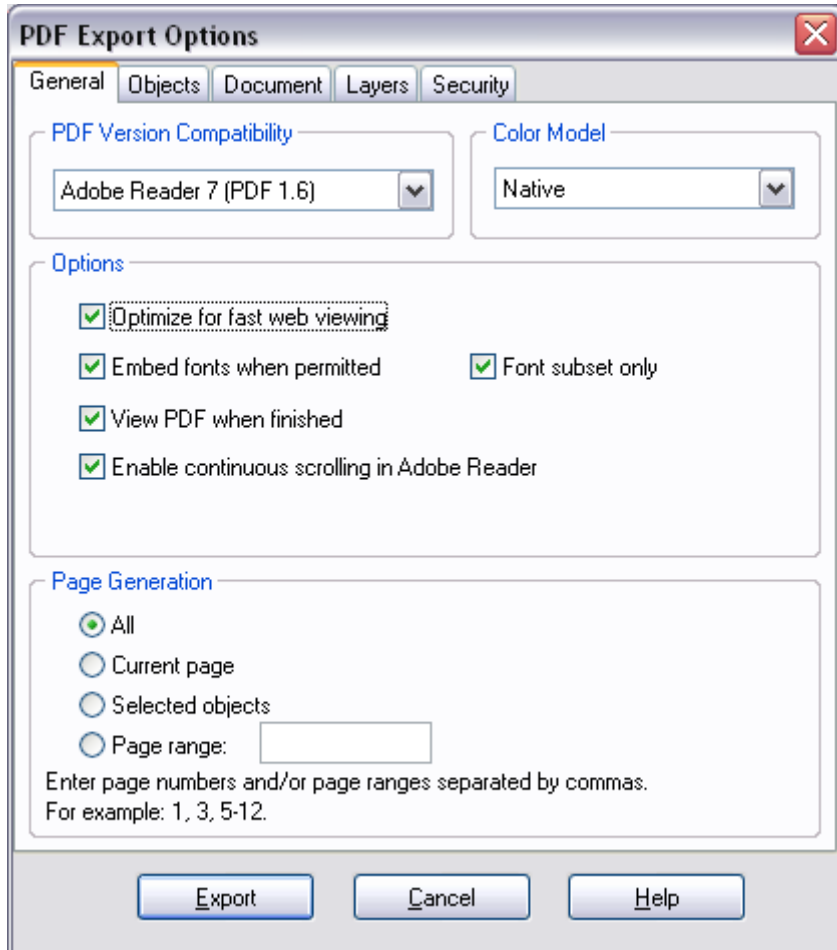 PDF Export Options
General Objects Document Layers Security
PDF Version Compatibility
Adobe Reader 7 (PDF 1.6)
Color Model
Native
Options
Optimize for fast web viewing
Embed fonts when permitted
Font subset only
View PDF when finished
Enable continuous scrolling in Adobe Reader
Page Generation
All
Current page
Selected objects
Page range:
Enter page numbers and/or page ranges separated by commas.
For example: 1, 3, 5-12.
Export Cancel Help